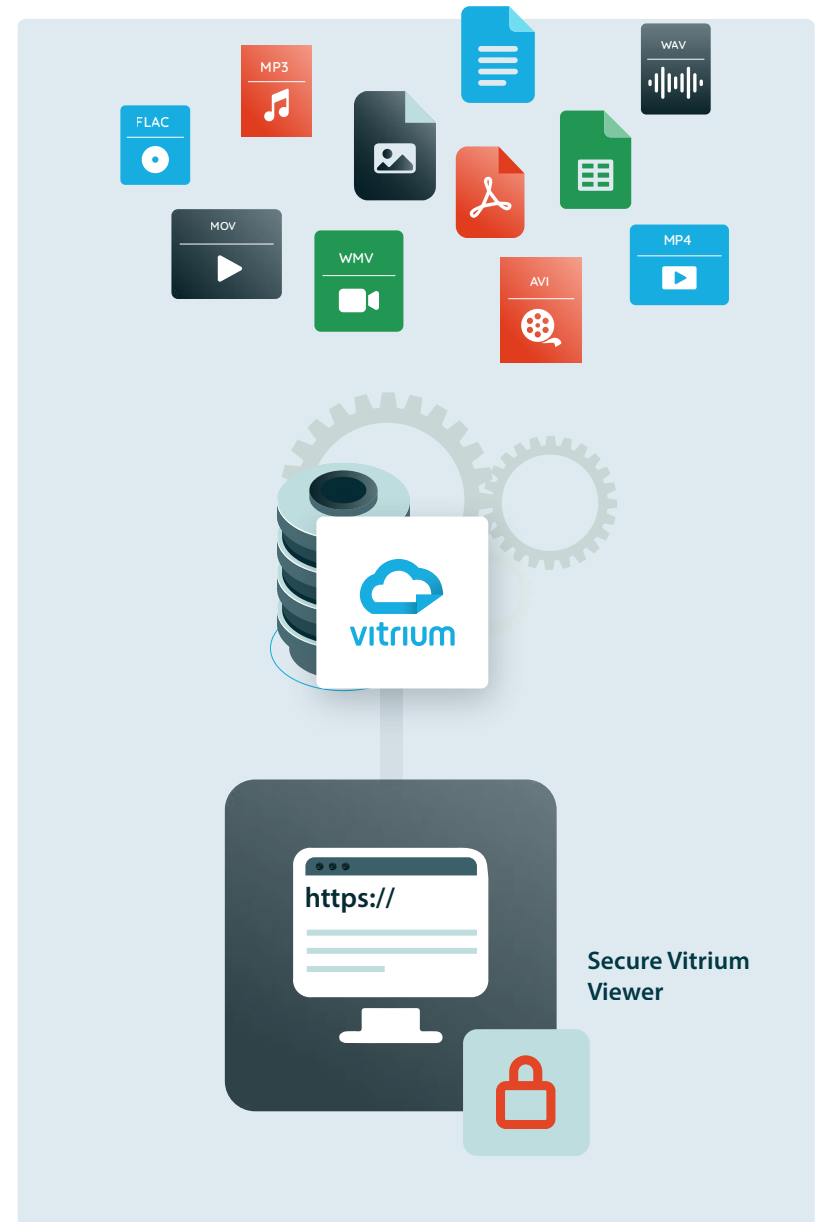 WAV
MP3
FLAC
MOV
WMV
MP4
AVI
vitrium
https://
Secure Vitrium
Viewer